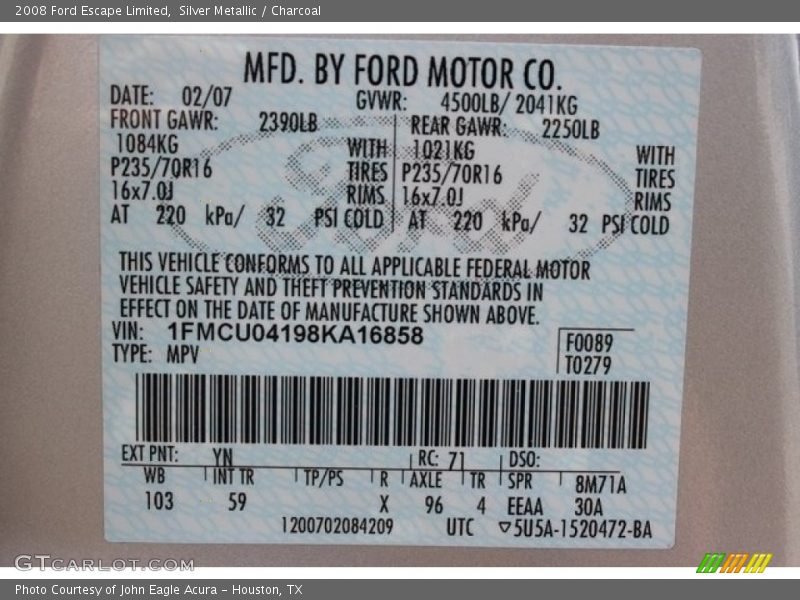 2008 Ford Escape Limited, Silver Metallic / Charcoal
MFD. BY FORD MOTOR CO.
DATE: 02/07 GVWR: 4500LB/ 2041KG
FRONT GAWR: 2390LB REAR GAWR: 2250LB
1084KG WITH 1021KG WITH
P235/70R16 TIRES P235/70R16 TIRES
16x7.0J RIMS 16x7.0J RIMS
AT 220 kPa/ 32 PSI COLD AT 220 kPa/ 32 PSI COLD
THIS VEHICLE CONFORMS TO ALL APPLICABLE FEDERAL MOTOR
VEHICLE SAFETY AND THEFT PREVENTION STANDARDS IN
EFFECT ON THE DATE OF MANUFACTURE SHOWN ABOVE.
VIN: 1FMCU04198KA16858 F0089
TYPE: MPV T0279
EXT PNT: YN RC: 71 DSO:
WB INT TR TP/PS R AXLE TR SPR 8M71A
103 59 X 96 4 EEAA 30A
1200702084209 UTC ▽5U5A-1520472-BA
Ford
GTCARLOT.COM
Photo Courtesy of John Eagle Acura - Houston, TX